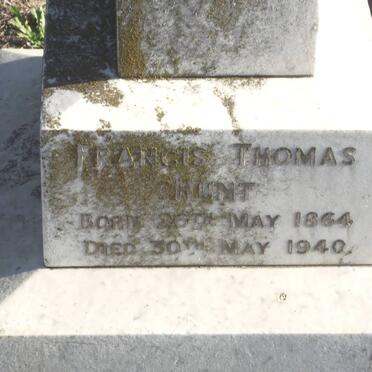 FRANCIS THOMAS
HUNT
BORN 20TH MAY 1864
DIED 30TH MAY 1940